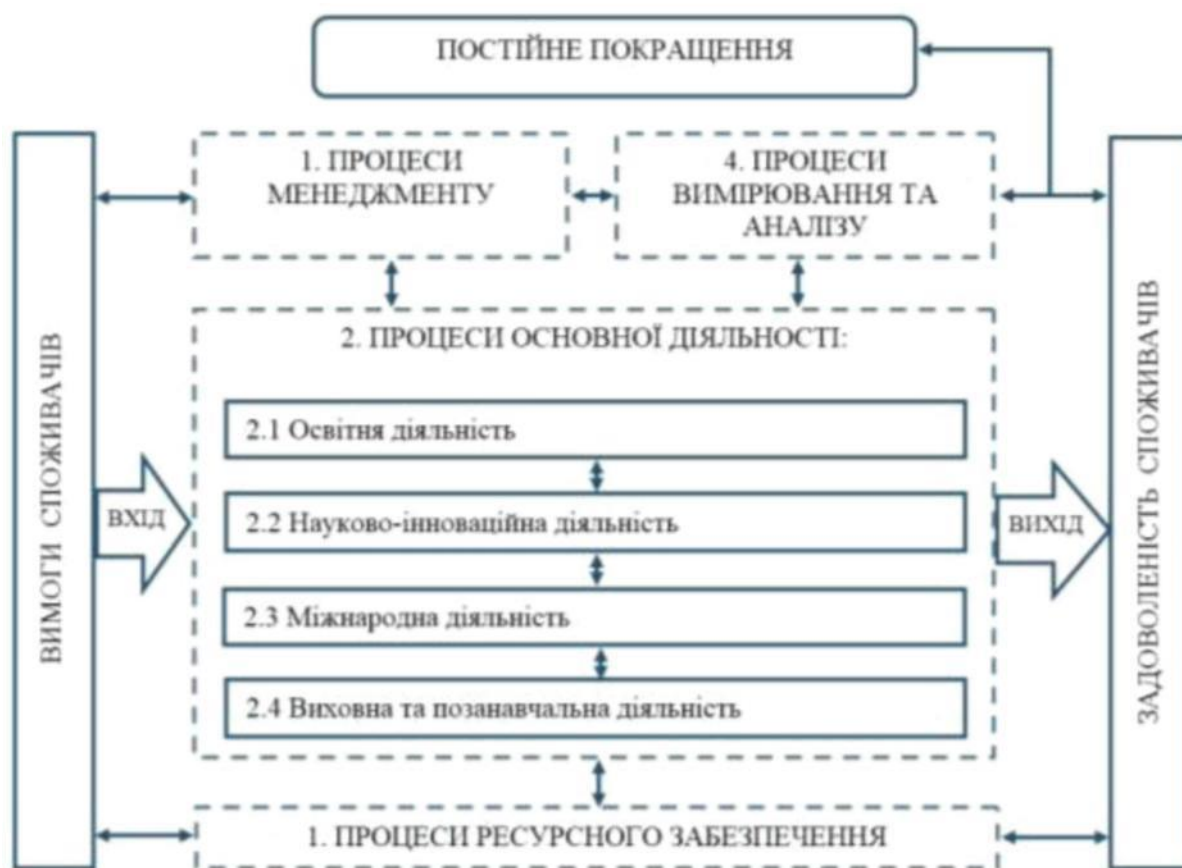 ПОСТІЙНЕ ПОКРАЩЕННЯ
ВИМОГИ СПОЖИВАЧІВ
1. ПРОЦЕСИ
МЕНЕДЖМЕНТУ
4. ПРОЦЕСИ
ВИМІРЮВАННЯ ТА
АНАЛІЗУ
2. ПРОЦЕСИ ОСНОВНОЇ ДІЯЛЬНОСТІ:
2.1 Освітня діяльність
ВХІД
2.2 Науково-інноваційна діяльність
ВИХІД
2.3 Міжнародна діяльність
2.4 Виховна та позанавчальна діяльність
1. ПРОЦЕСИ РЕСУРСНОГО ЗАБЕЗПЕЧЕННЯ
ЗАДОВОЛЕНІСТЬ СПОЖИВАЧІВ